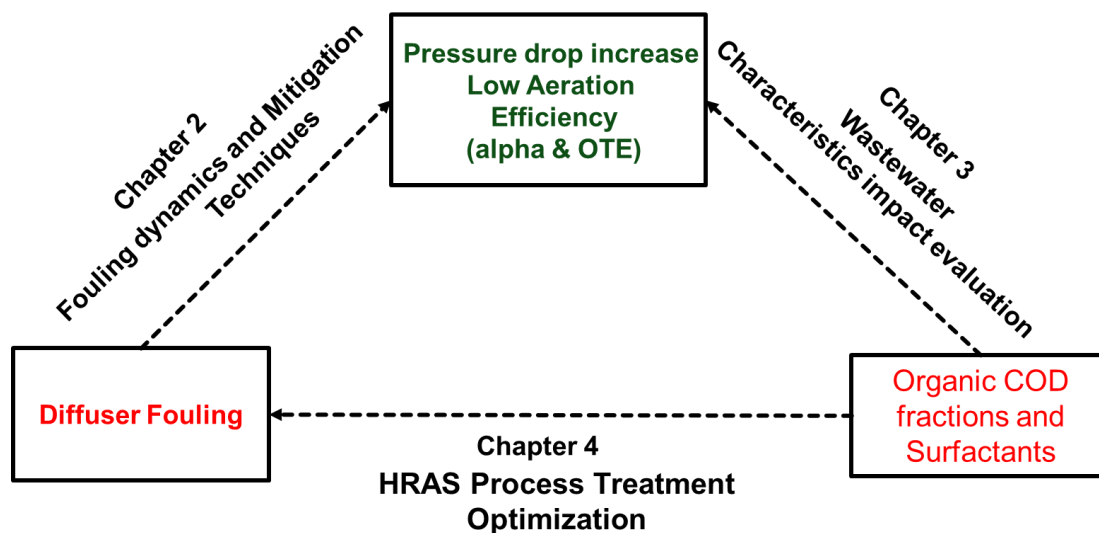 Pressure drop increase
Low Aeration
Efficiency
(alpha & OTE)
Chapter 2
Fouling dynamics and Mitigation
Techniques
Chapter 3
Wastewater
Characteristics impact evaluation
Diffuser Fouling
Organic COD
fractions and
Surfactants
Chapter 4
HRAS Process Treatment
Optimization